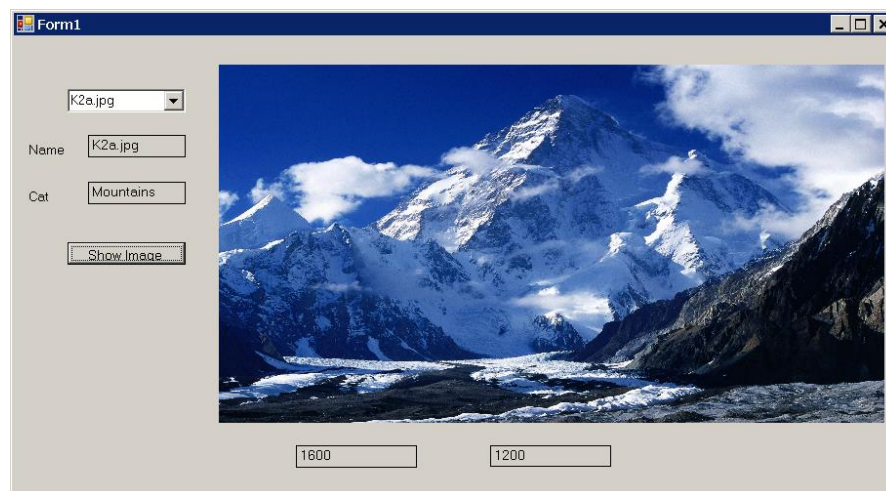 Form1
K2a.jpg
Name K2a.jpg
Cat Mountains
Show Image
1600 1200